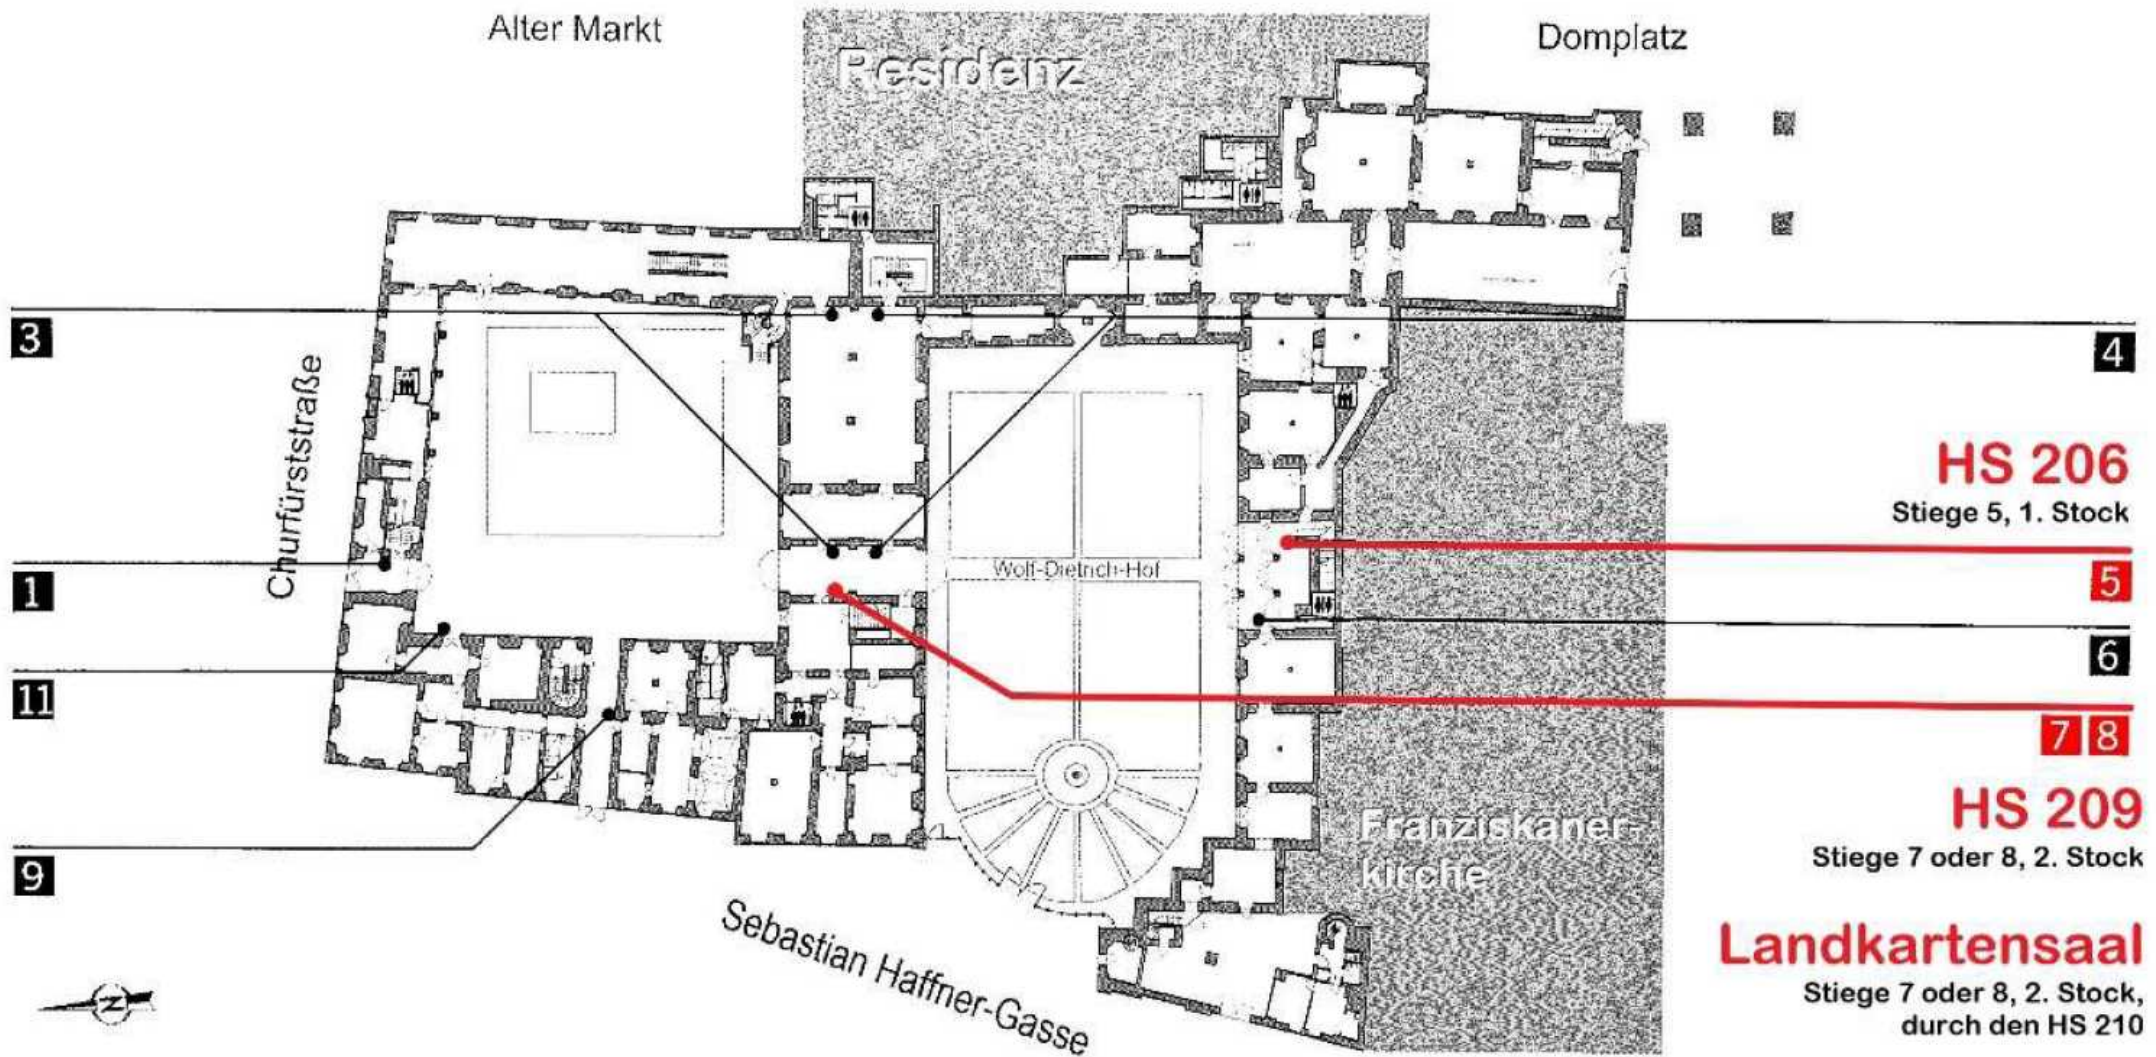 Alter Markt
Domplatz
Residenz
3
4
Churfürststraße
HS 206
Stiege 5, 1. Stock
1
5
Wolf-Dietrich-Hof
6
11
7 8
HS 209
Stiege 7 oder 8, 2. Stock
Franziskaner-
kirche
9
Sebastian Haffner-Gasse
Landkartensaal
Stiege 7 oder 8, 2. Stock,
durch den HS 210
N